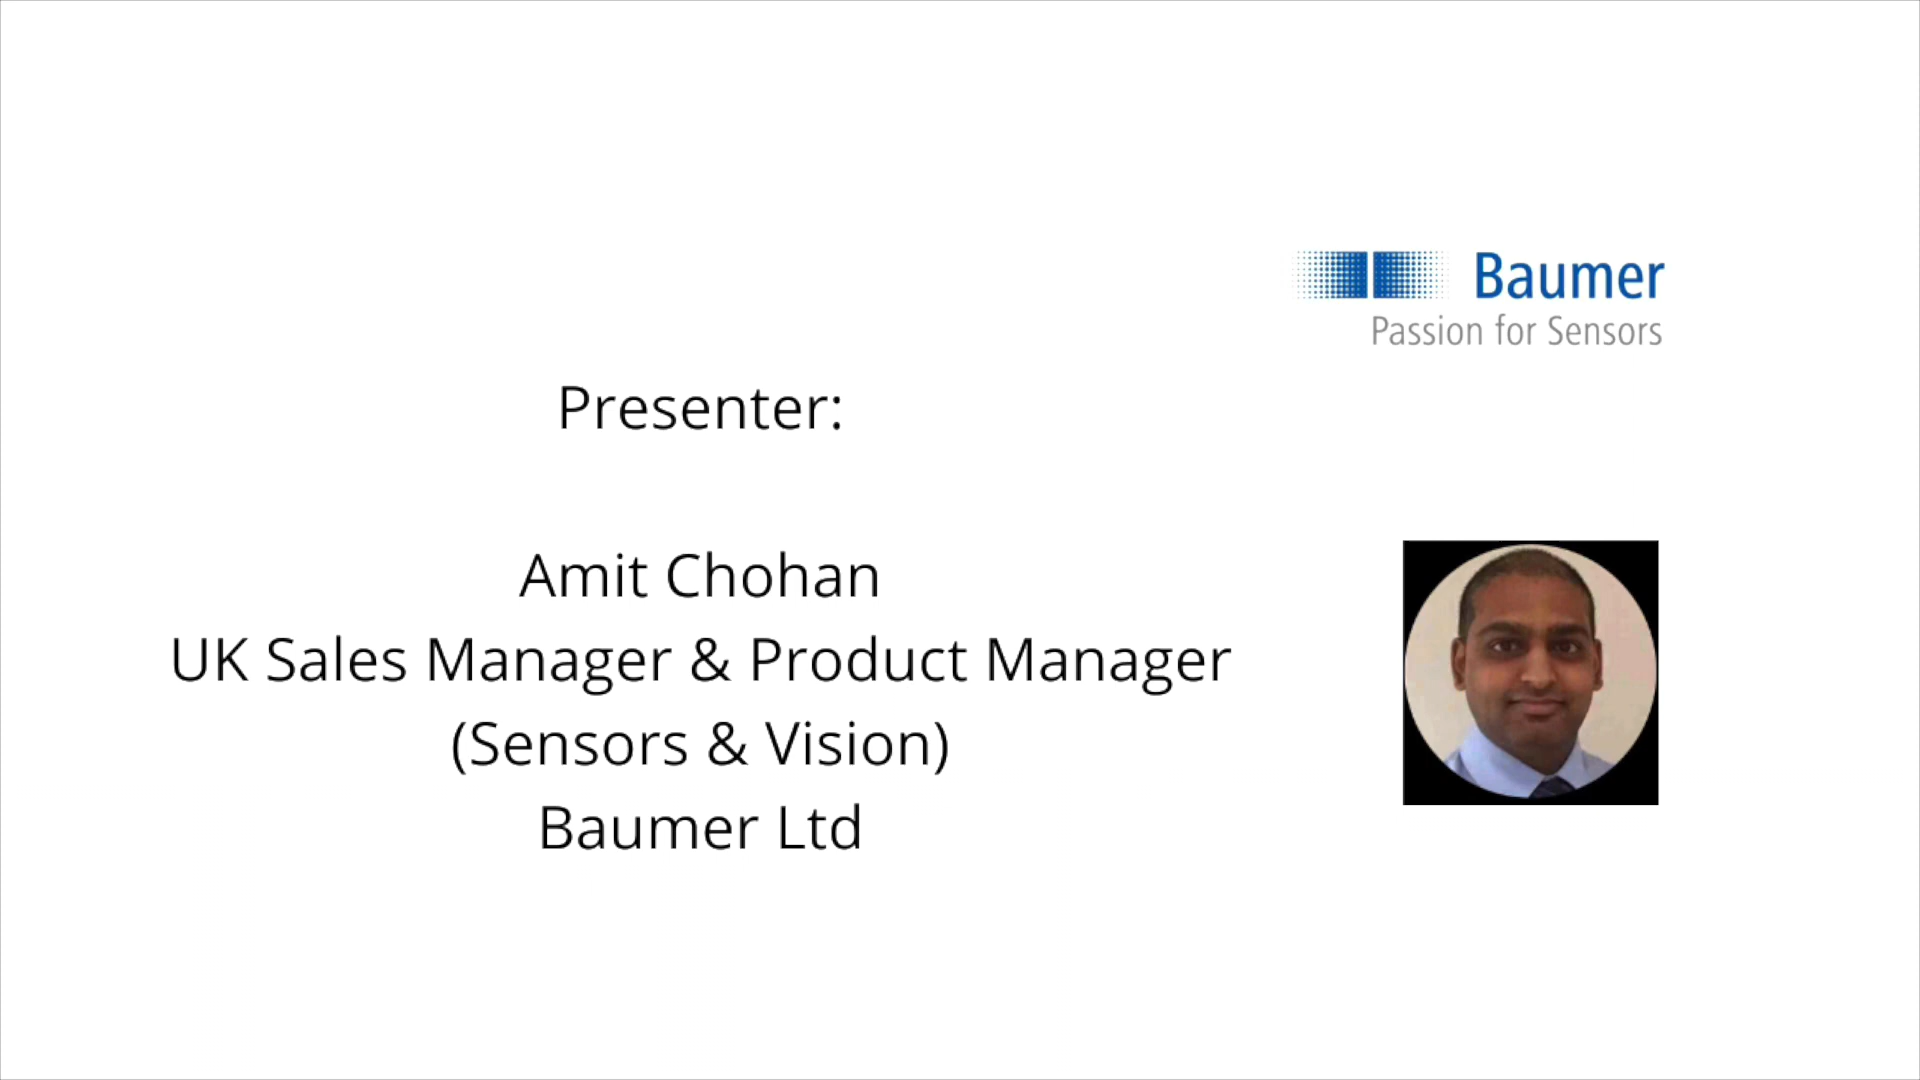 Baumer
Passion for Sensors
Presenter:
Amit Chohan
UK Sales Manager & Product Manager
(Sensors & Vision)
Baumer Ltd